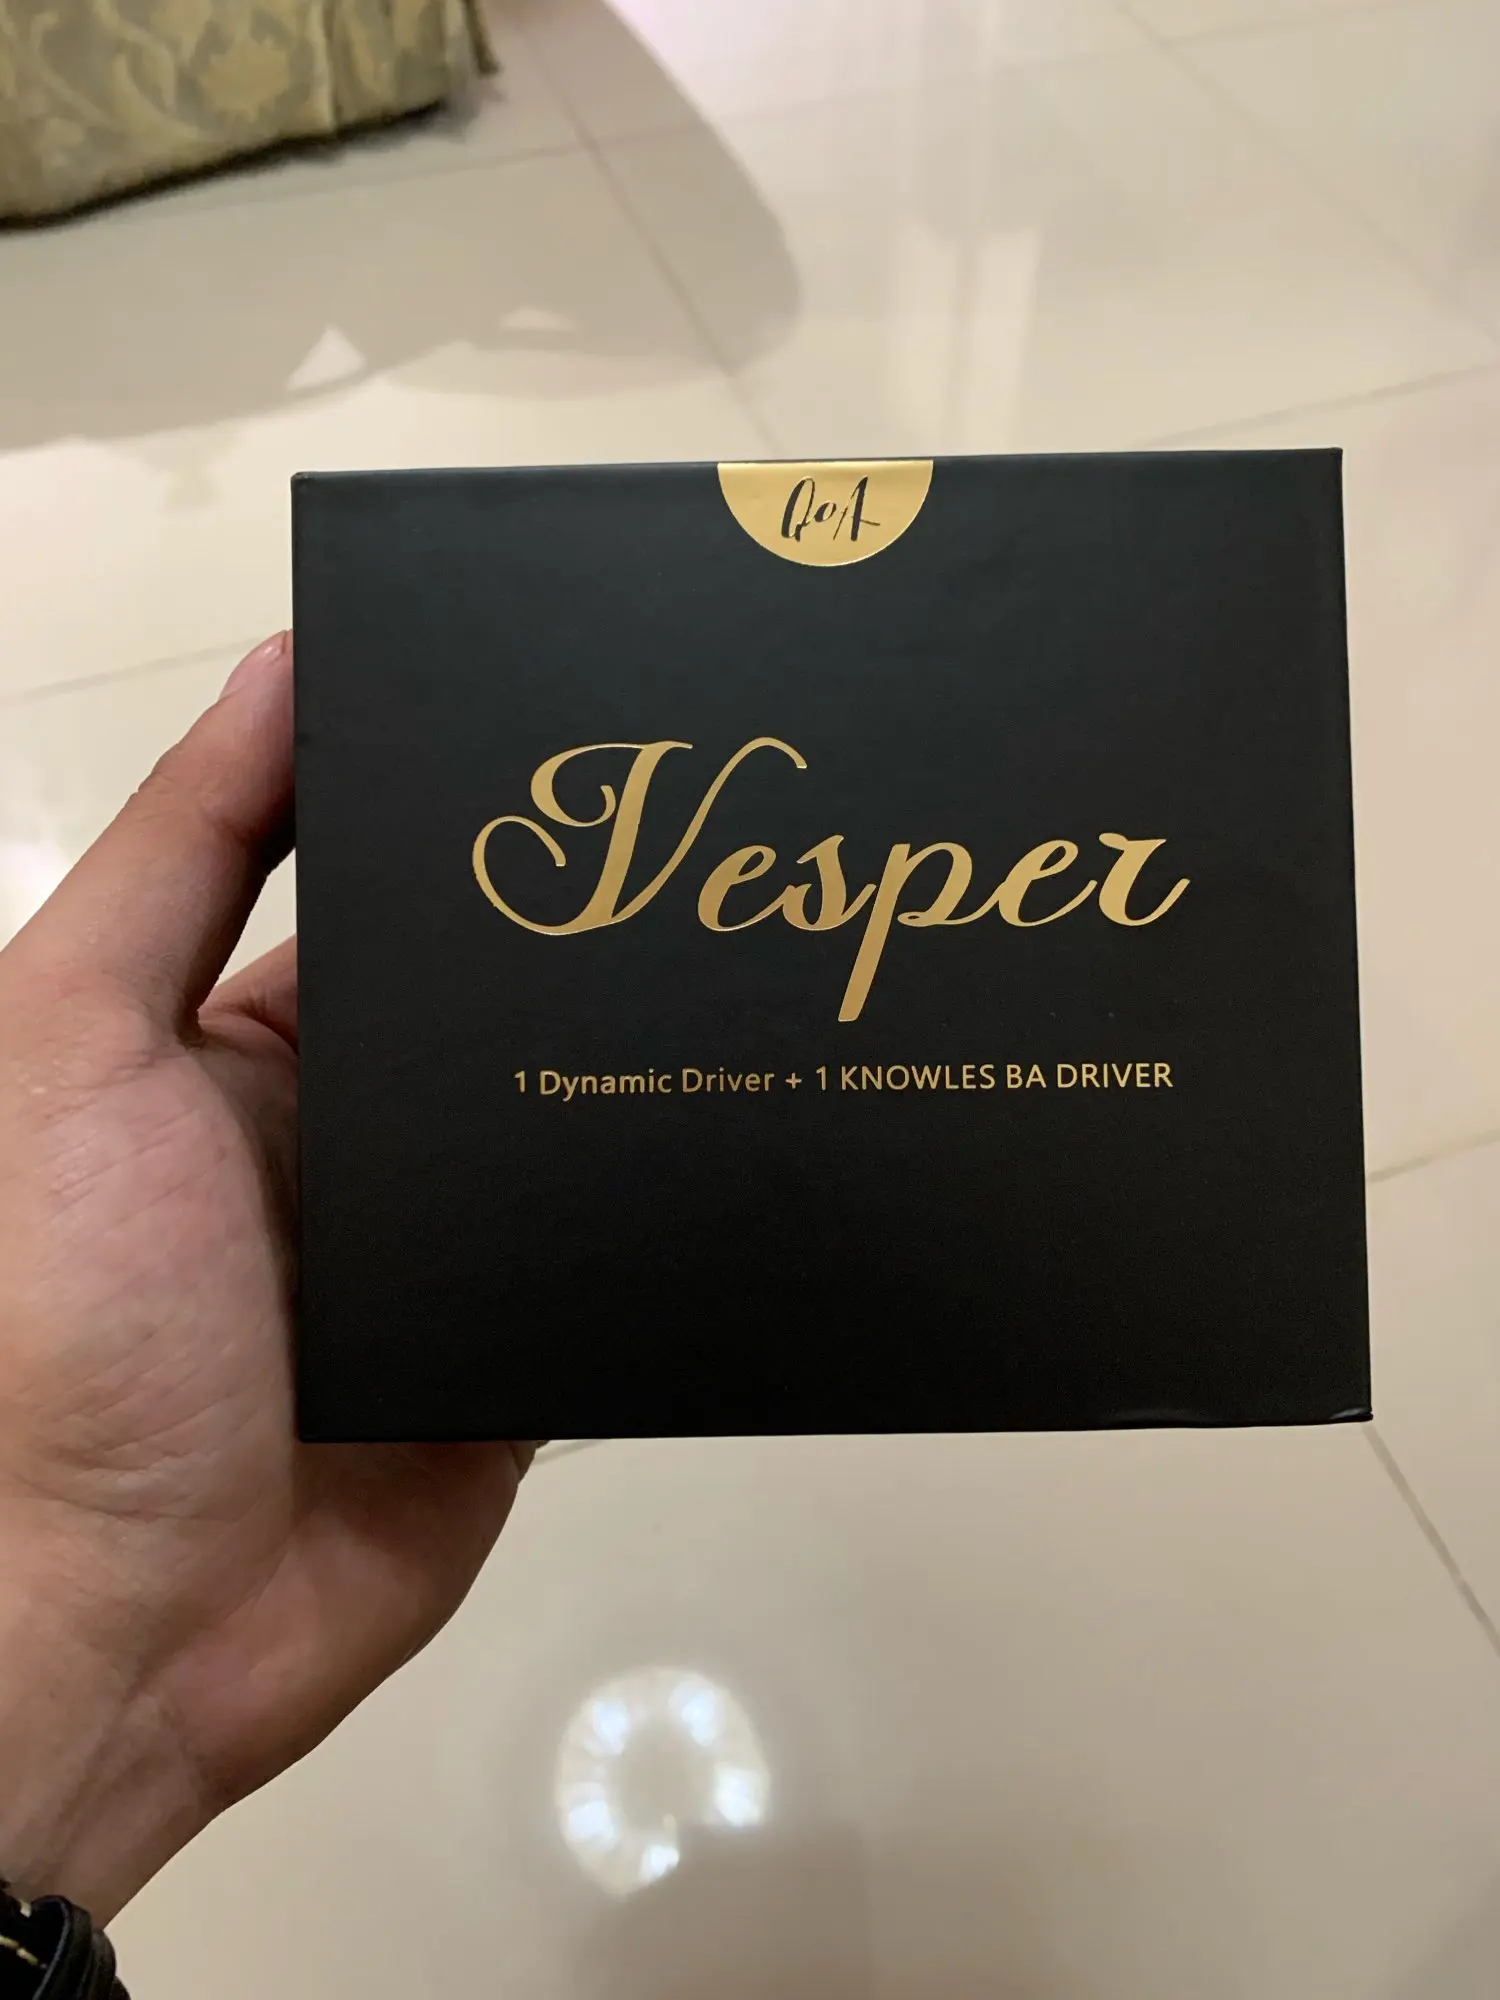 QoA
Vesper
1 Dynamic Driver + 1 KNOWLES BA DRIVER